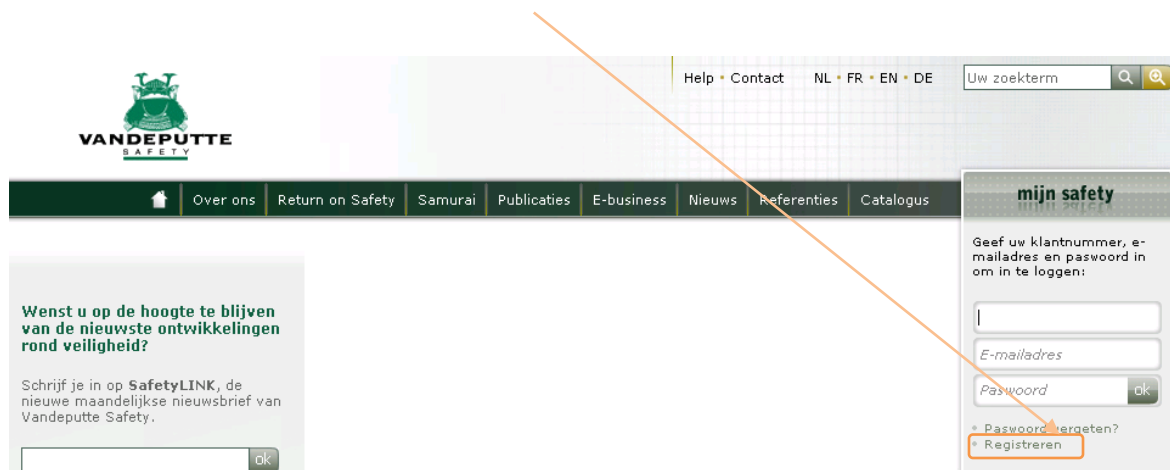 Help • Contact NL • FR • EN • DE
Uw zoekterm
VANDEPUTTE
SAFETY
Over ons
Return on Safety
Samurai
Publicaties
E-business
Nieuws
Referenties
Catalogus
mijn safety
Geef uw klantnummer, e-
mailadres en paswoord in
om in te loggen:
E-mailadres
Paswoord
ok
• Paswoord vergeten?
• Registreren
Wenst u op de hoogte te blijven
van de nieuwste ontwikkelingen
rond veiligheid?
Schrijf je in op SafetyLINK, de
nieuwe maandelijkse nieuwsbrief van
Vandeputte Safety.
ok